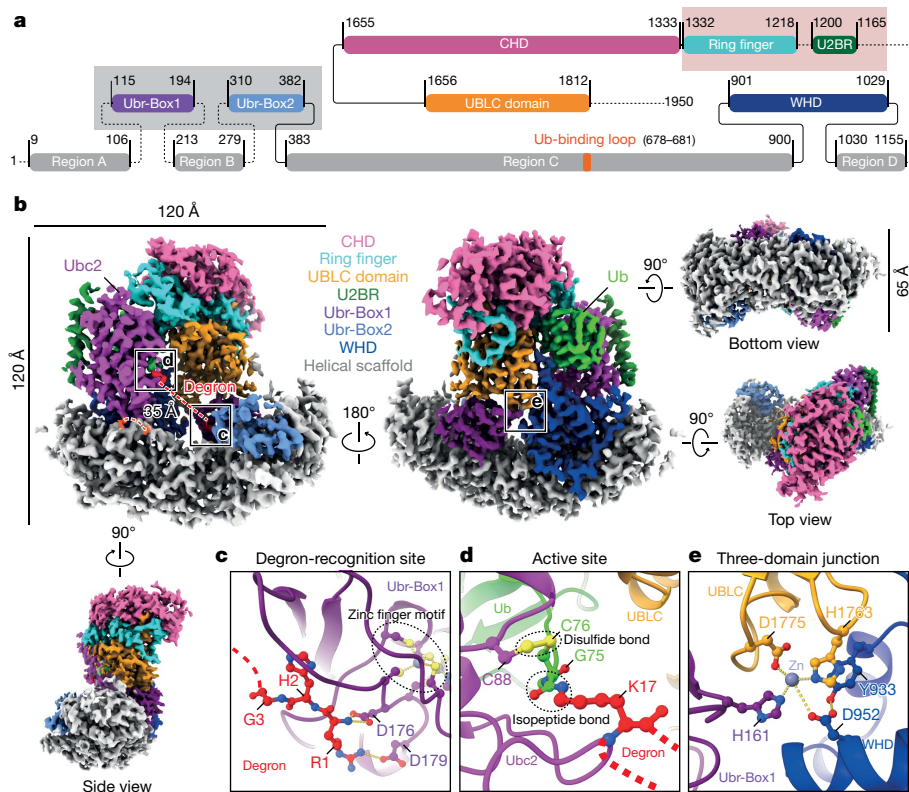 a
1655 1333 1332 1218 1200 1165
CHD Ring finger U2BR
115 194 310 382 1656 1812 901 1029
Ubr-Box1 Ubr-Box2 UBLC domain 1950 WHD
9 106 213 279 383 Ub-binding loop (678–681) 900 1030 1155
1 Region A Region B Region C Region D
b
120 Å
120 Å
Ubc2
d
Degron
35 Å
c
CHD
Ring finger
UBLC domain
U2BR
Ubr-Box1
Ubr-Box2
WHD
Helical scaffold
180°
Ub
e
90°
65 Å
Bottom view
90°
Top view
90°
Side view
c Degron-recognition site
Ubr-Box1
Zinc finger motif
H2
G3
D176
R1
D179
Degron
d Active site
Ub
UBLC
C76
Disulfide bond
G75
C88
K17
Isopeptide bond
Ubc2
Degron
e Three-domain junction
UBLC
H1763
D1775
Zn
Y933
H161
D952
WHD
Ubr-Box1